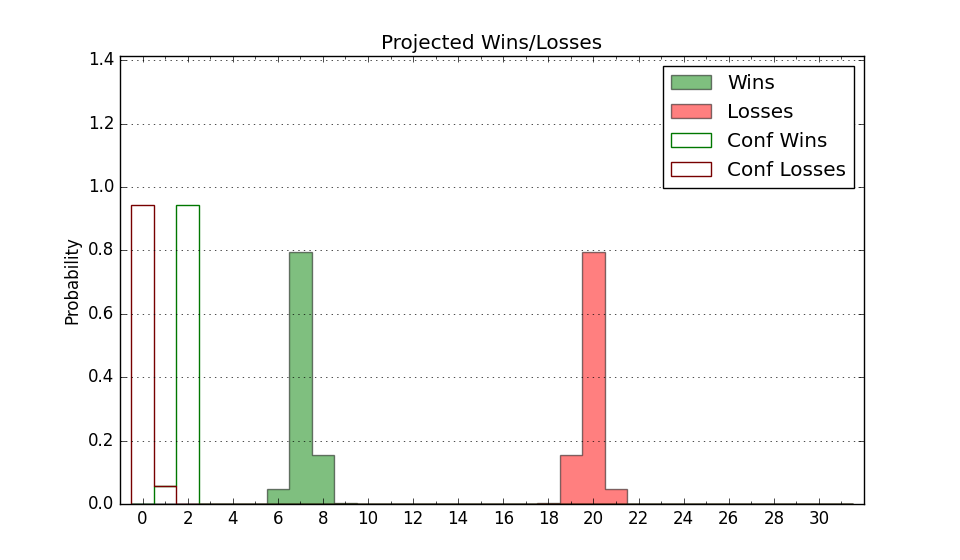 Projected Wins/Losses
1.4
1.2
1.0
0.8
0.6
0.4
0.2
0.0
Probability
Wins
Losses
Conf Wins
Conf Losses
0 2 4 6 8 10 12 14 16 18 20 22 24 26 28 30